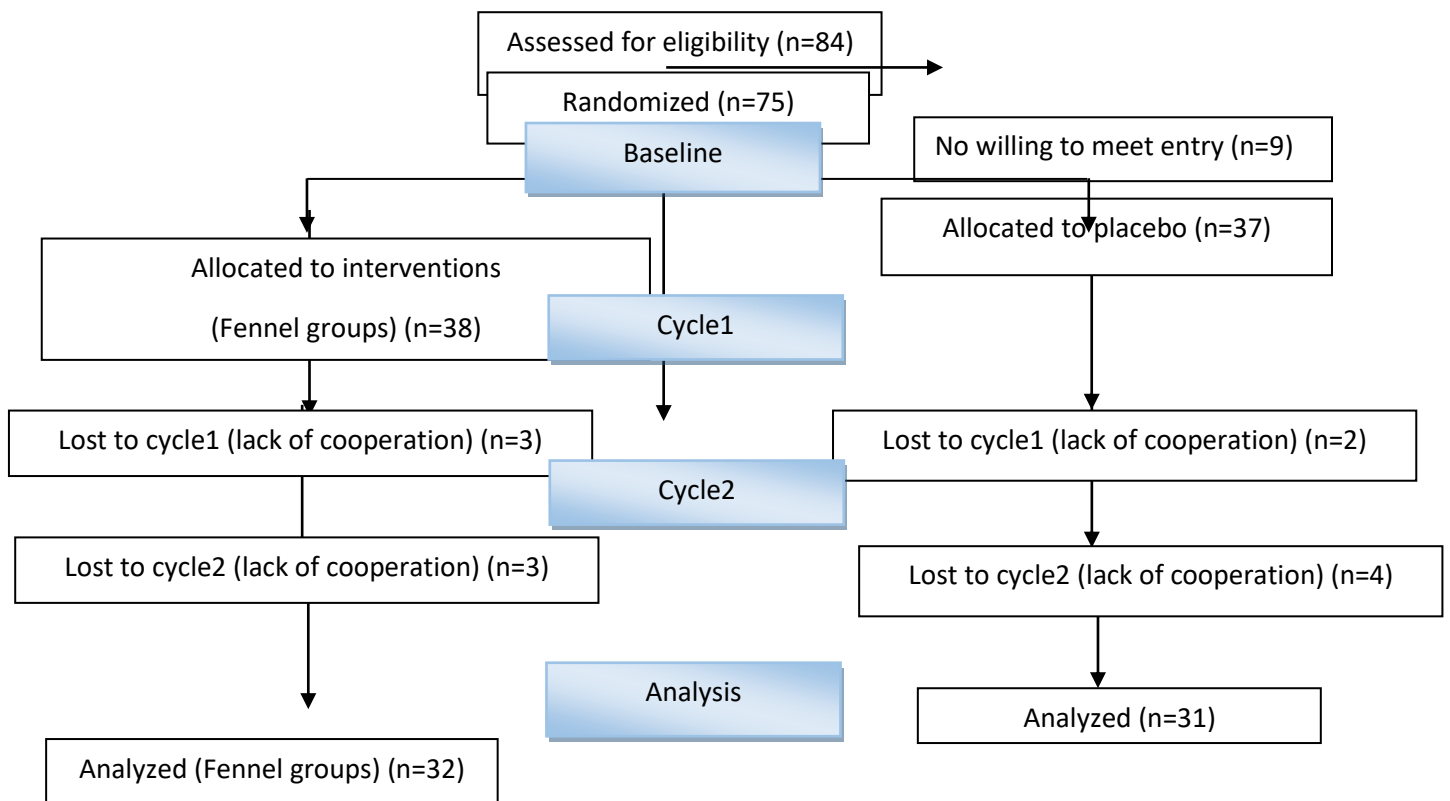 Assessed for eligibility (n=84)
Randomized (n=75)
Baseline
No willing to meet entry (n=9)
Allocated to placebo (n=37)
Allocated to interventions
(Fennel groups) (n=38)
Cycle1
Lost to cycle1 (lack of cooperation) (n=3)
Lost to cycle1 (lack of cooperation) (n=2)
Cycle2
Lost to cycle2 (lack of cooperation) (n=3)
Lost to cycle2 (lack of cooperation) (n=4)
Analysis
Analyzed (n=31)
Analyzed (Fennel groups) (n=32)